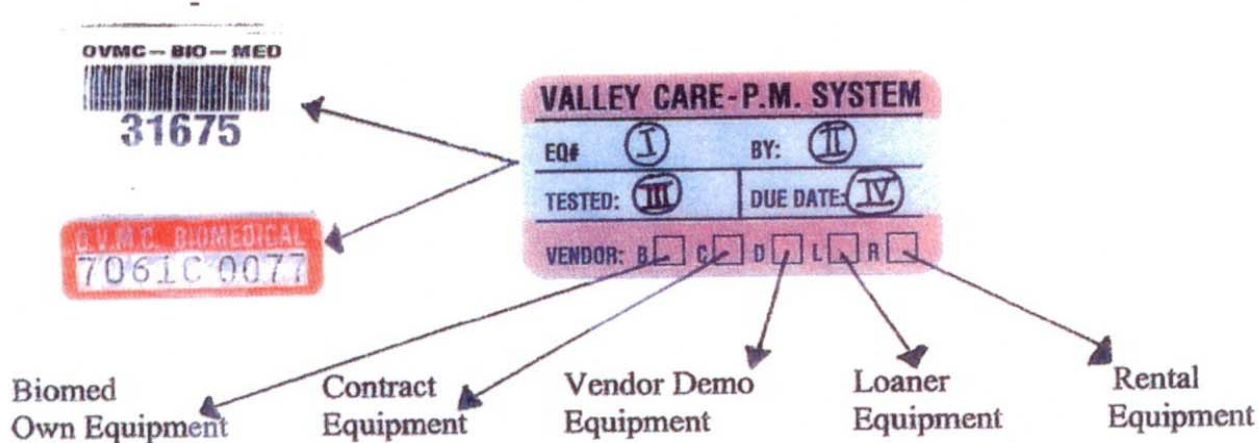 OVMC-BIO-MED
31675
O.V.M.C. BIOMEDICAL
7061C 0077
VALLEY CARE-P.M. SYSTEM
EQ# I BY: II
TESTED: III DUE DATE: IV
VENDOR: B C D L R
Biomed
Own Equipment
Contract
Equipment
Vendor Demo
Equipment
Loaner
Equipment
Rental
Equipment